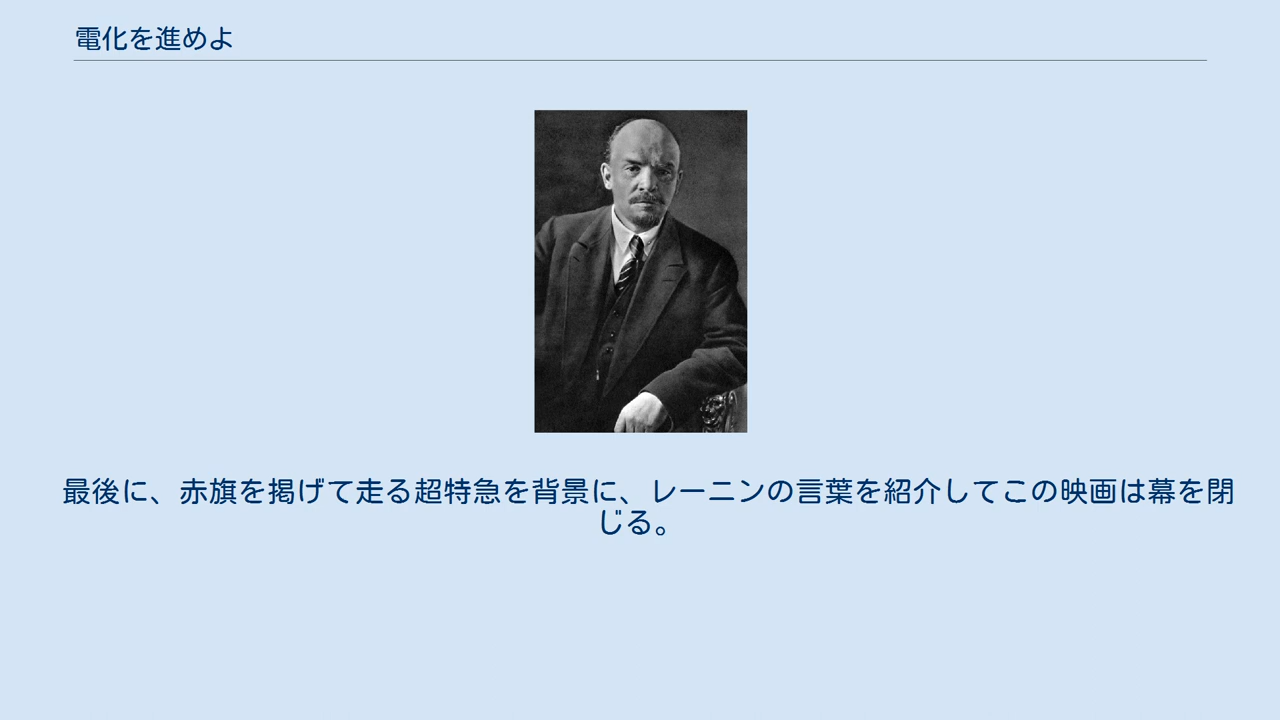 電化を進めよ
最後に、赤旗を掲げて走る超特急を背景に、レーニンの言葉を紹介してこの映画は幕を閉
じる。